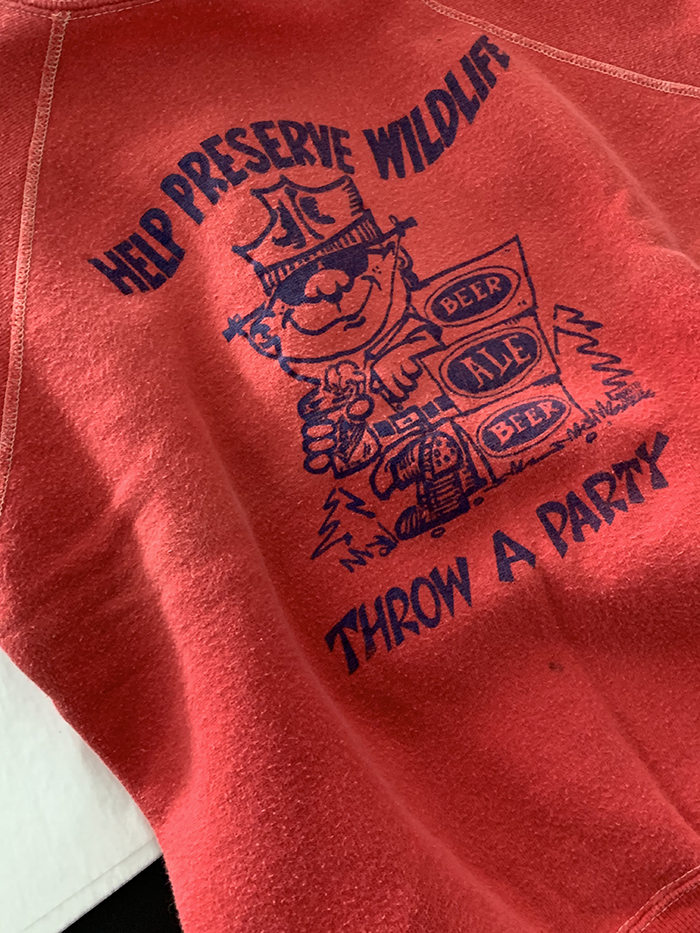 HELP PRESERVE WILDLIFE
BEER
ALE
BEER
THROW A PARTY